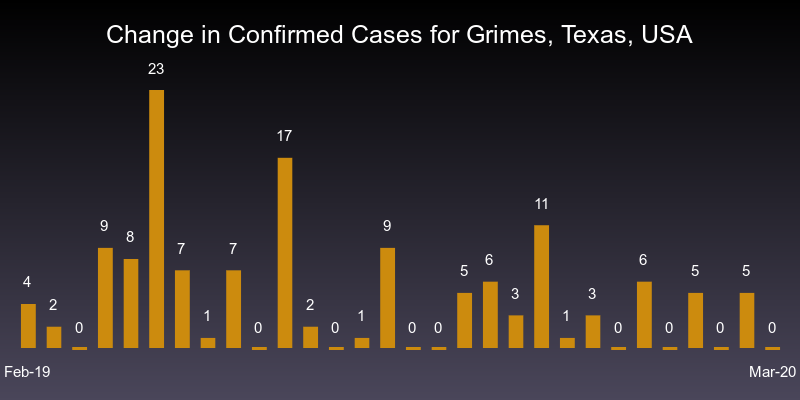 Change in Confirmed Cases for Grimes, Texas, USA
4 2 0 9 8 23 7 1 7 0 17 2 0 1 9 0 0 5 6 3 11 1 3 0 6 0 5 0 5 0
Feb-19 Mar-20